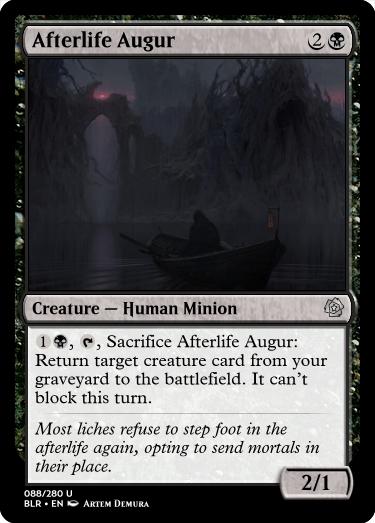 Afterlife Augur 2
Creature — Human Minion
1 , , Sacrifice Afterlife Augur:
Return target creature card from your
graveyard to the battlefield. It can't
block this turn.
Most liches refuse to step foot in the
afterlife again, opting to send mortals in
their place.
2/1
088/280 U
BLR • EN Artem Demura